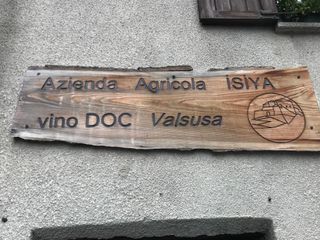 Azienda Agricola ISIYA
vino DOC Valsusa